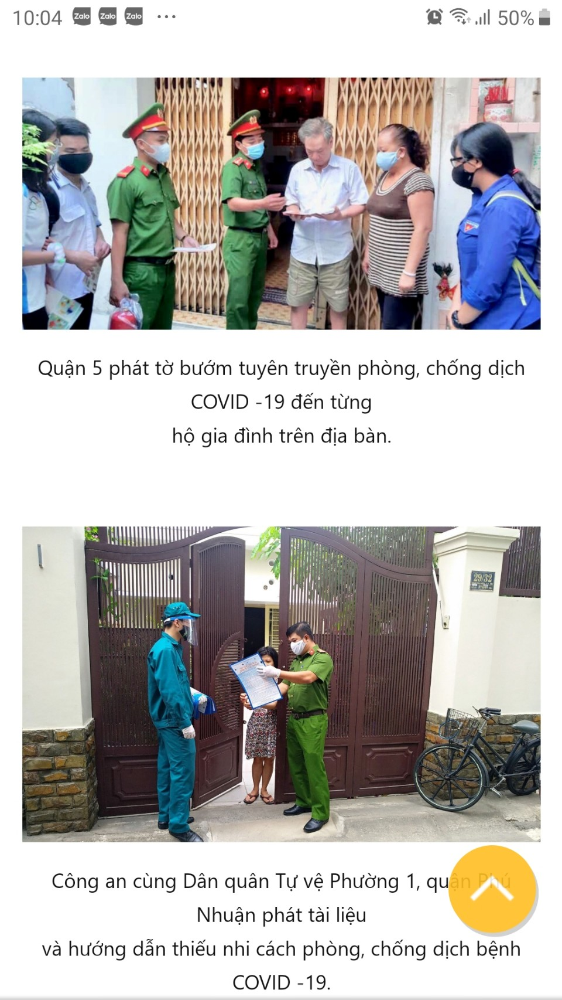 10:04 Zalo Zalo Zalo 50%
Quận 5 phát tờ bướm tuyên truyền phòng, chống dịch
COVID -19 đến từng
hộ gia đình trên địa bàn.
29/32
Công an cùng Dân quân Tự vệ Phường 1, quận Phú
Nhuận phát tài liệu
và hướng dẫn thiếu nhi cách phòng, chống dịch bệnh
COVID -19.